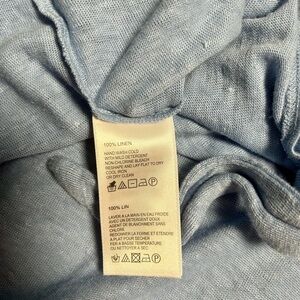 100% LINEN
HAND WASH COLD
WITH MILD DETERGENT
NON-CHLORINE BLEACH
RESHAPE AND LAY FLAT TO DRY
COOL IRON
OR DRY CLEAN
100% LIN
LAVER A LA MAIN EN EAU FROIDE
AVEC UN DETERGENT DOUX
AGENT DE BLANCHIMENT SANS
CHLORE
REDONNER LA FORME ET ETENDRE
A PLAT POUR SECHER
FER A BASSE TEMPERATURE
OU NETTOYER A SEC